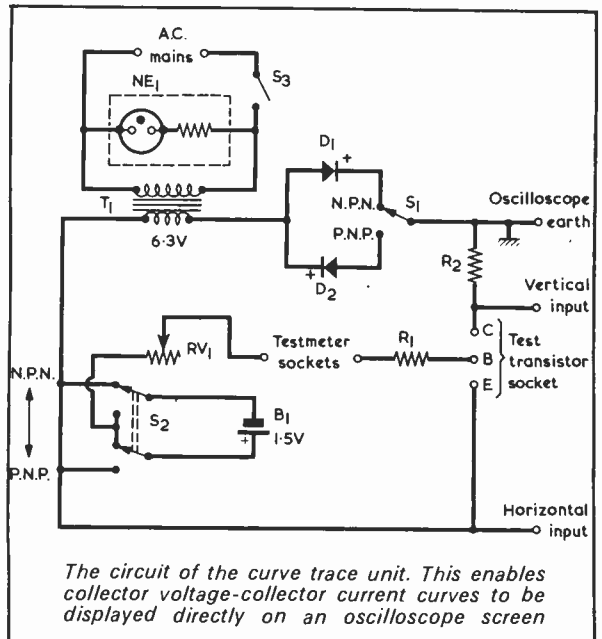 A.C.
mains
S3
NE1
D1
+
T1
N.P.N.
S1
Oscilloscope
earth
6·3V
P.N.P.
R2
+
D2
Vertical
input
C
Test
RV1
Testmeter
sockets
R1
B
transistor
socket
E
N.P.N.
S2
B1
+
1·5V
P.N.P.
Horizontal
input
The circuit of the curve trace unit. This enables
collector voltage-collector current curves to be
displayed directly on an oscilloscope screen